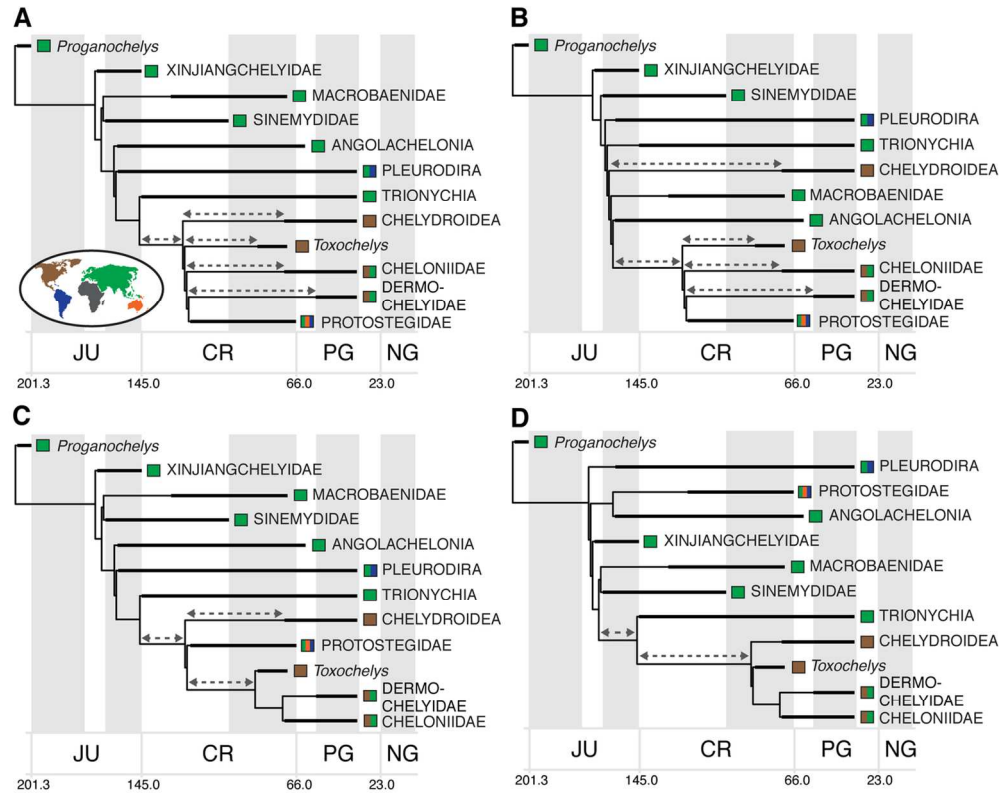 A
Proganochelys
XINJIANGCHELYIDAE
MACROBAENIDAE
SINEMYDIDAE
ANGOLACHELONIA
PLEURODIRA
TRIONYCHIA
CHELYDROIDEA
Toxochelys
CHELONIIDAE
DERMO-
CHELYIDAE
PROTOSTEGIDAE
JU CR PG NG
201.3 145.0 66.0 23.0
B
Proganochelys
XINJIANGCHELYIDAE
SINEMYDIDAE
PLEURODIRA
TRIONYCHIA
CHELYDROIDEA
MACROBAENIDAE
ANGOLACHELONIA
Toxochelys
CHELONIIDAE
DERMO-
CHELYIDAE
PROTOSTEGIDAE
JU CR PG NG
201.3 145.0 66.0 23.0
C
Proganochelys
XINJIANGCHELYIDAE
MACROBAENIDAE
SINEMYDIDAE
ANGOLACHELONIA
PLEURODIRA
TRIONYCHIA
CHELYDROIDEA
PROTOSTEGIDAE
Toxochelys
DERMO-
CHELYIDAE
CHELONIIDAE
JU CR PG NG
201.3 145.0 66.0 23.0
D
Proganochelys
PLEURODIRA
PROTOSTEGIDAE
ANGOLACHELONIA
XINJIANGCHELYIDAE
MACROBAENIDAE
SINEMYDIDAE
TRIONYCHIA
CHELYDROIDEA
Toxochelys
DERMO-
CHELYIDAE
CHELONIIDAE
JU CR PG NG
201.3 145.0 66.0 23.0